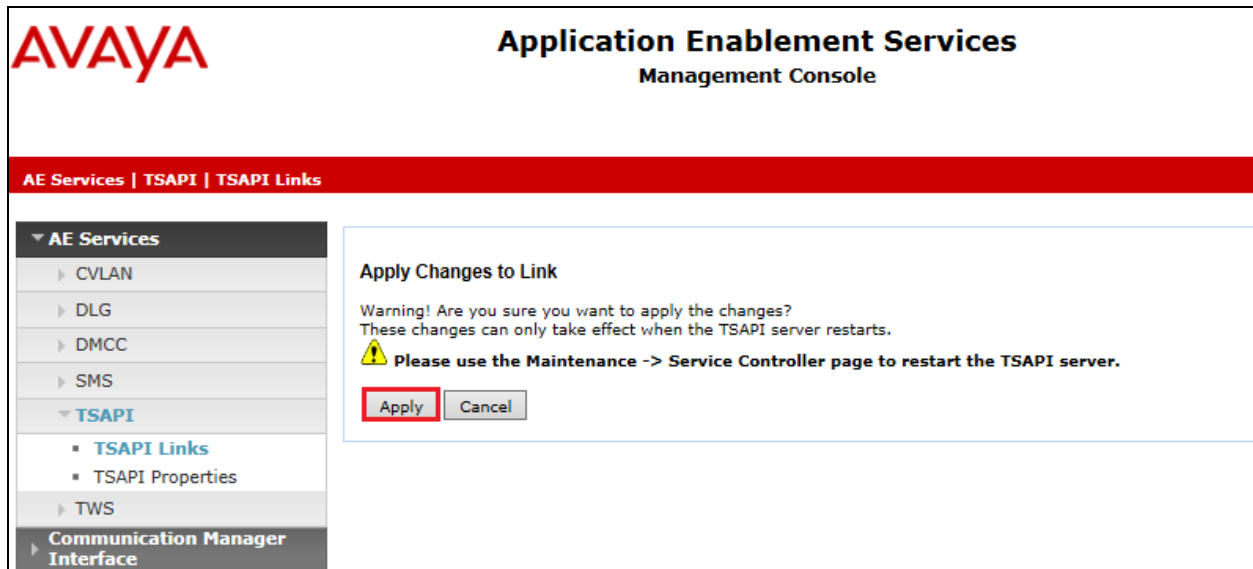 AVAYA
Application Enablement Services
Management Console
AE Services | TSAPI | TSAPI Links
AE Services
CVLAN
DLG
DMCC
SMS
TSAPI
TSAPI Links
TSAPI Properties
TWS
Communication Manager
Interface
Apply Changes to Link
Warning! Are you sure you want to apply the changes?
These changes can only take effect when the TSAPI server restarts.
Please use the Maintenance -> Service Controller page to restart the TSAPI server.
Apply Cancel